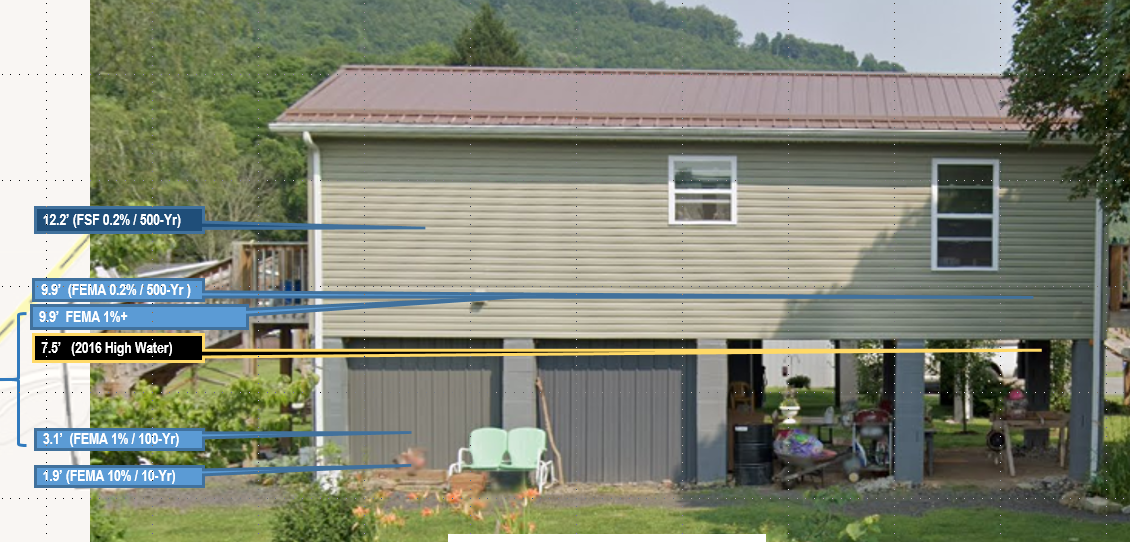 12.2' (FSF 0.2% / 500-Yr)
9.9' (FEMA 0.2% / 500-Yr )
9.9' FEMA 1%+
7.5' (2016 High Water)
3.1' (FEMA 1% / 100-Yr)
1.9' (FEMA 10% / 10-Yr)